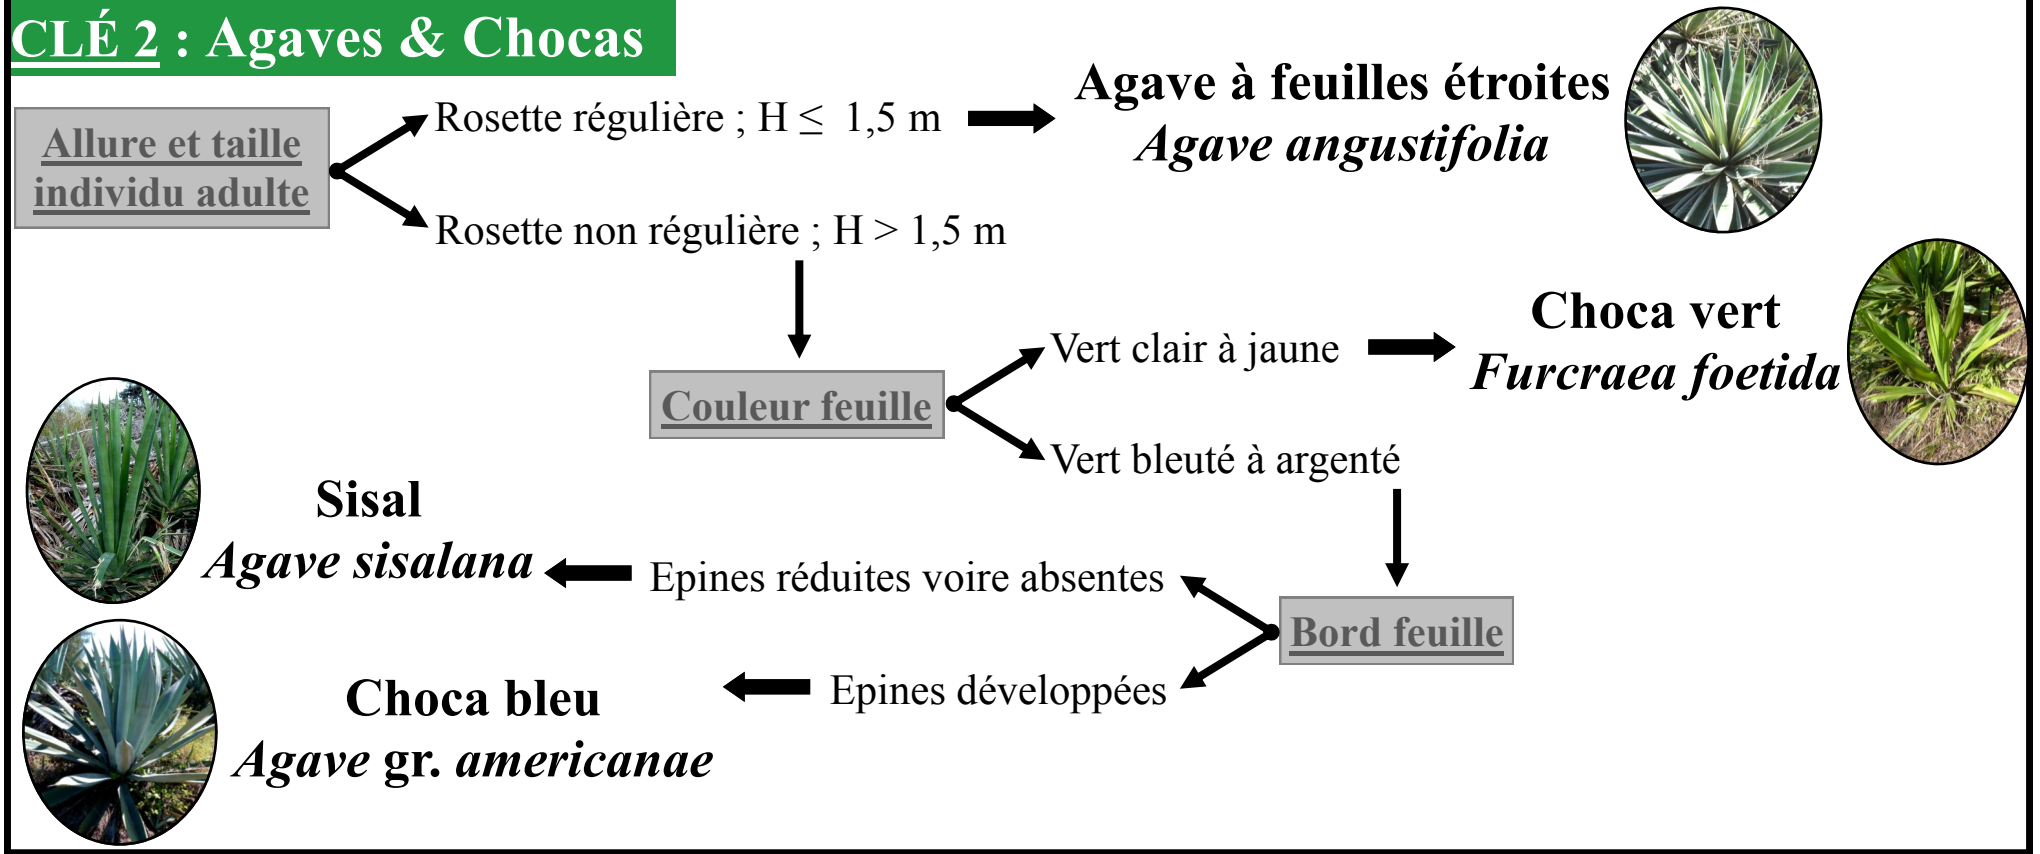 CLÉ 2 : Agaves & Chocas
Allure et taille
individu adulte
Rosette régulière ; H ≤ 1,5 m
Agave à feuilles étroites
Agave angustifolia
Rosette non régulière ; H > 1,5 m
Couleur feuille
Vert clair à jaune
Choca vert
Furcraea foetida
Vert bleuté à argenté
Bord feuille
Epines réduites voire absentes
Sisal
Agave sisalana
Epines développées
Choca bleu
Agave gr. americanae